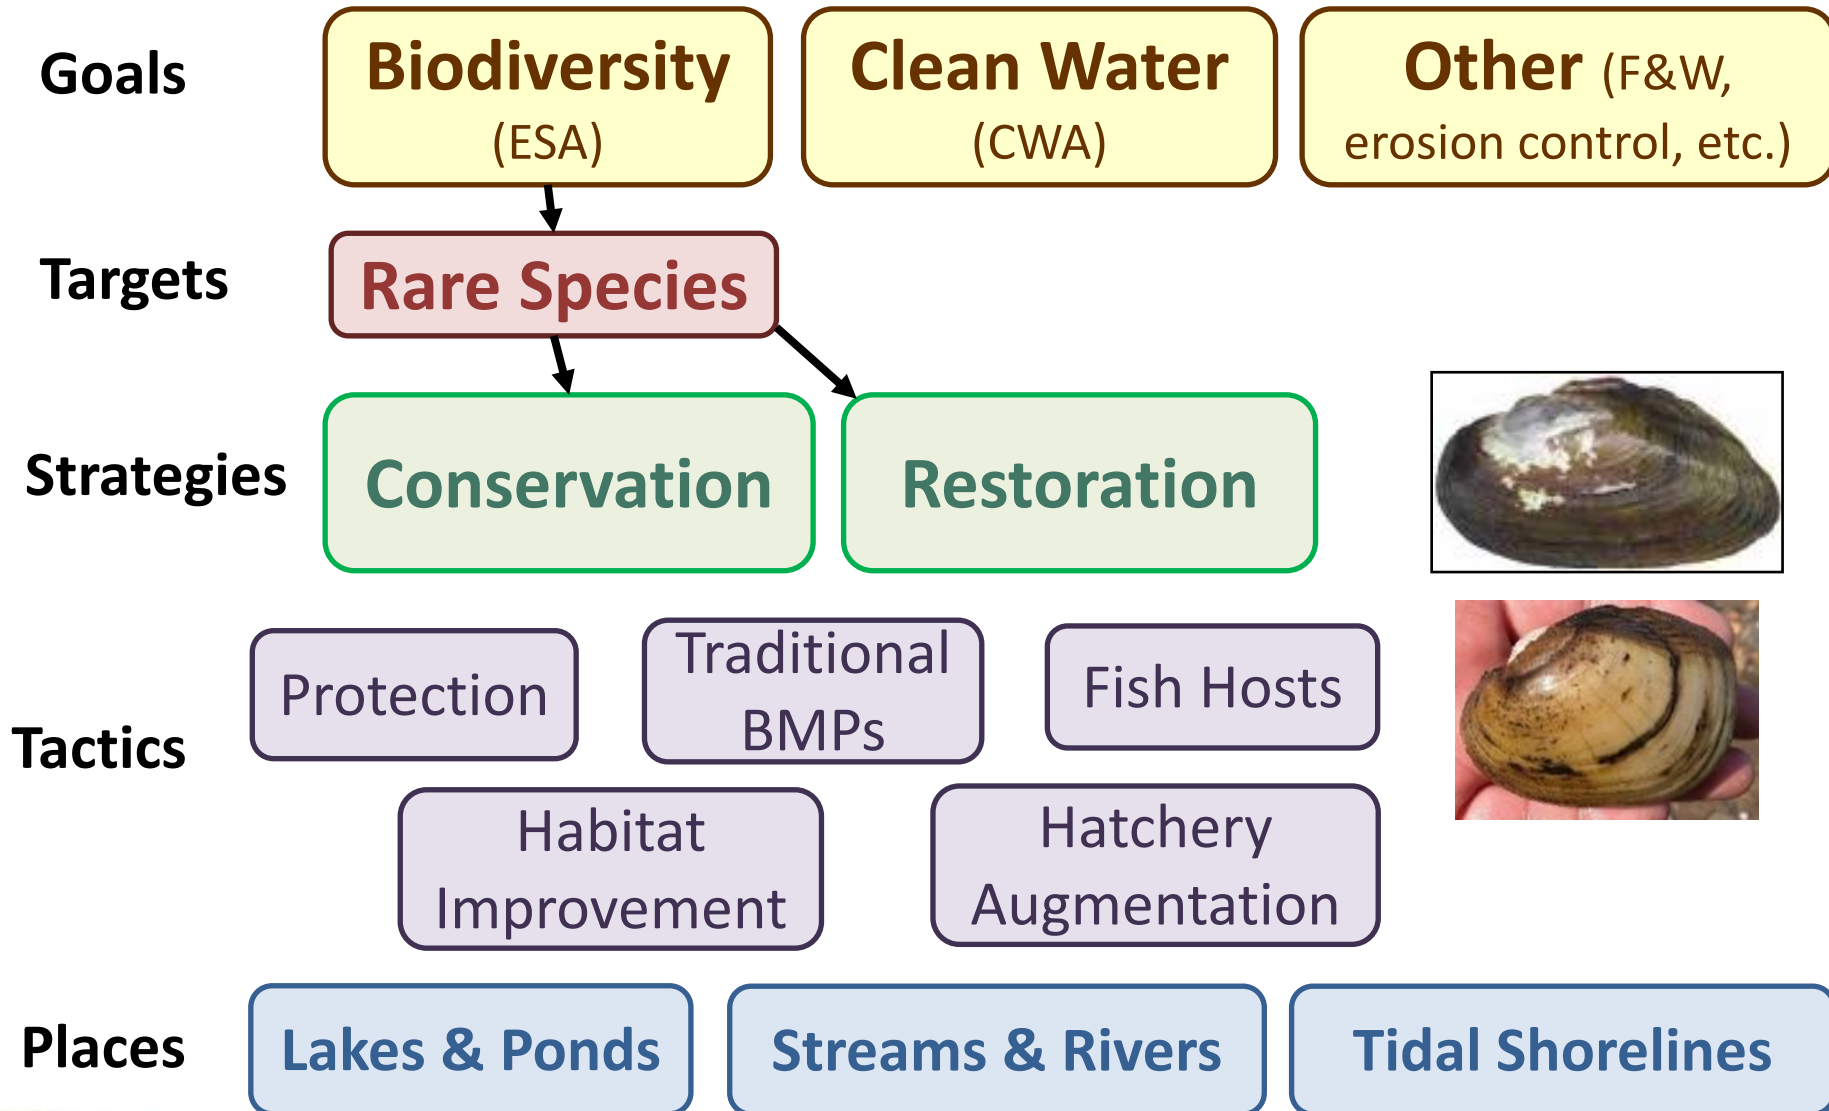 Goals
Biodiversity
(ESA)
Clean Water
(CWA)
Other (F&W,
erosion control, etc.)
Targets
Rare Species
Strategies
Conservation
Restoration
Tactics
Protection
Traditional
BMPs
Fish Hosts
Habitat
Improvement
Hatchery
Augmentation
Places
Lakes & Ponds
Streams & Rivers
Tidal Shorelines